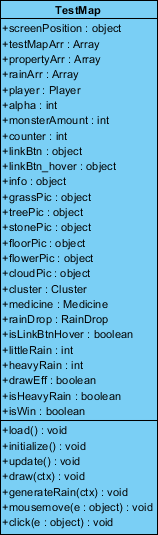 TestMap
+screenPosition : object
+testMapArr : Array
+propertyArr : Array
+rainArr : Array
+player : Player
+alpha : int
+monsterAmount : int
+counter : int
+linkBtn : object
+linkBtn_hover : object
+info : object
+grassPic : object
+treePic : object
+stonePic : object
+floorPic : object
+flowerPic : object
+cloudPic : object
+cluster : Cluster
+medicine : Medicine
+rainDrop : RainDrop
+isLinkBtnHover : boolean
+littleRain : int
+heavyRain : int
+drawEff : boolean
+isHeavyRain : boolean
+isWin : boolean
+load() : void
+initialize() : void
+update() : void
+draw(ctx) : void
+generateRain(ctx) : void
+mousemove(e : object) : void
+click(e : object) : void